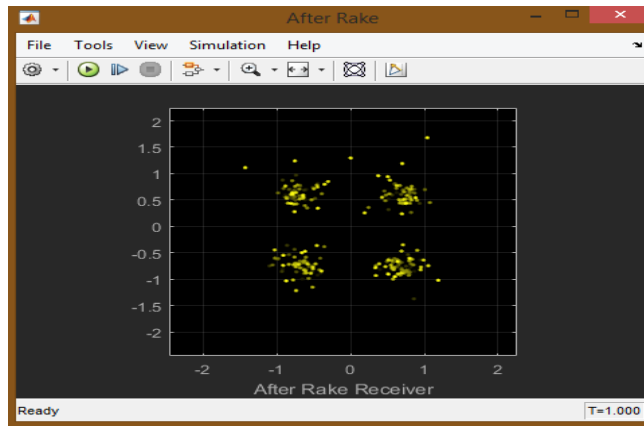 After Rake
File Tools View Simulation Help
2
1.5
1
0.5
0
-0.5
-1
-1.5
-2
-2 -1 0 1 2
After Rake Receiver
Ready T=1.000